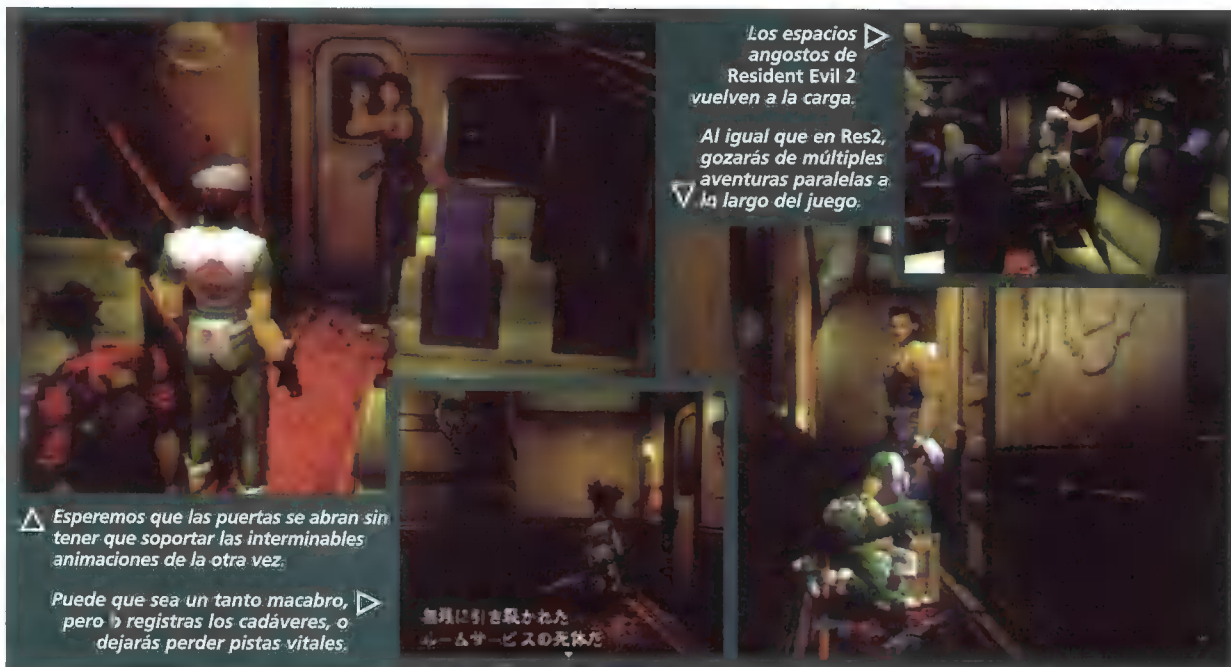 Los espacios
angostos de
Resident Evil 2
vuelven a la carga.
Al igual que en Res2,
gozarás de múltiples
aventuras paralelas a
lo largo del juego.
Esperemos que las puertas se abran sin
tener que soportar las interminables
animaciones de la otra vez.
Puede que sea un tanto macabro,
pero o registras los cadáveres, o
dejarás perder pistas vitales.
無残に引き裂かれた
ルームサービスの死体だ